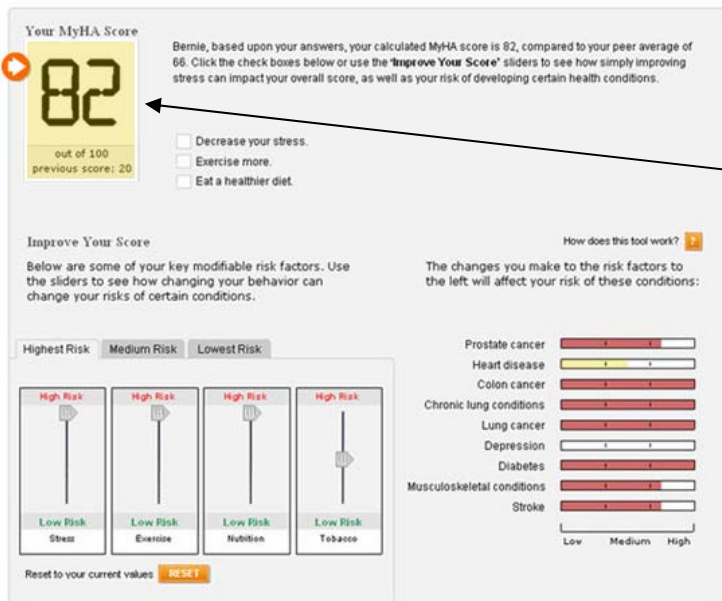 Your MyHA Score
82
out of 100
previous score: 20
Bernie, based upon your answers, your calculated MyHA score is 82, compared to your peer average of
66. Click the check boxes below or use the 'Improve Your Score' sliders to see how simply improving
stress can impact your overall score, as well as your risk of developing certain health conditions.
Decrease your stress.
Exercise more.
Eat a healthier diet.
Improve Your Score
Below are some of your key modifiable risk factors. Use
the sliders to see how changing your behavior can
change your risks of certain conditions.
Highest Risk Medium Risk Lowest Risk
High Risk High Risk High Risk High Risk
Low Risk Low Risk Low Risk Low Risk
Stress Exercise Nutrition Tobacco
Reset to your current values RESET
How does this tool work? ?
The changes you make to the risk factors to
the left will affect your risk of these conditions:
Prostate cancer
Heart disease
Colon cancer
Chronic lung conditions
Lung cancer
Depression
Diabetes
Musculoskeletal conditions
Stroke
Low Medium High